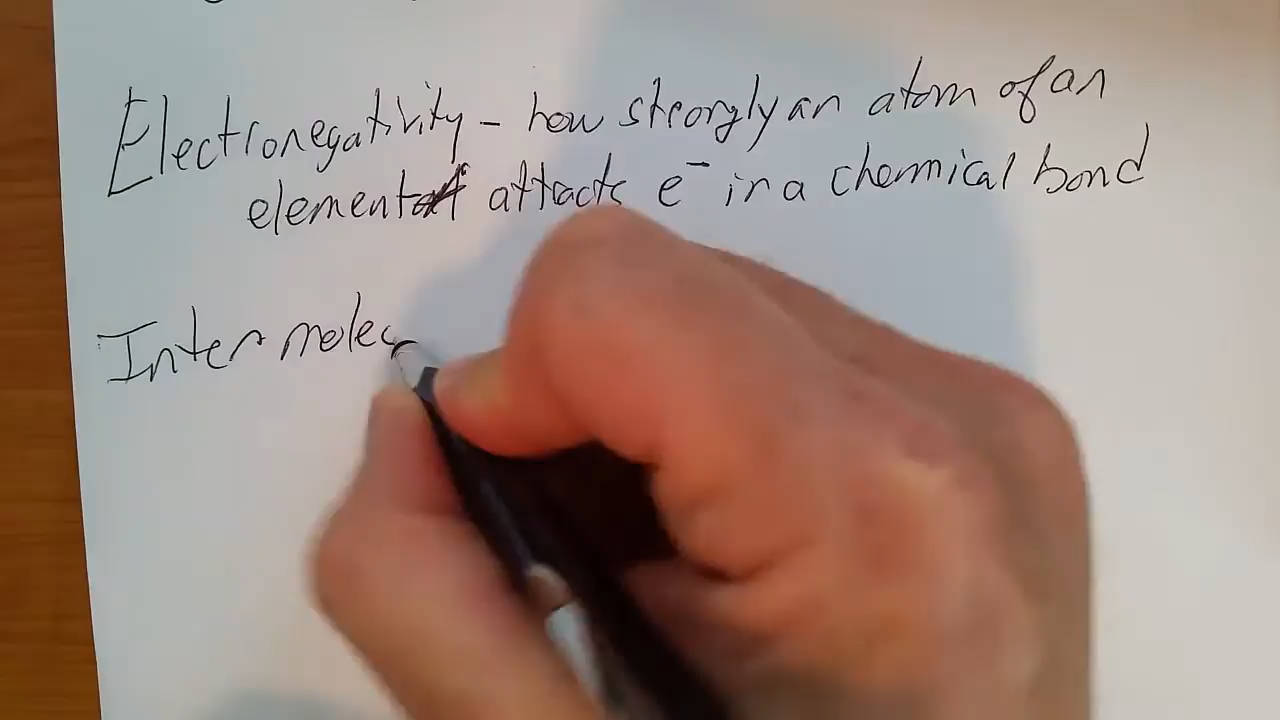 Electronegativity - how strongly an atom of an
element attracts e⁻ in a chemical bond
Intermolec